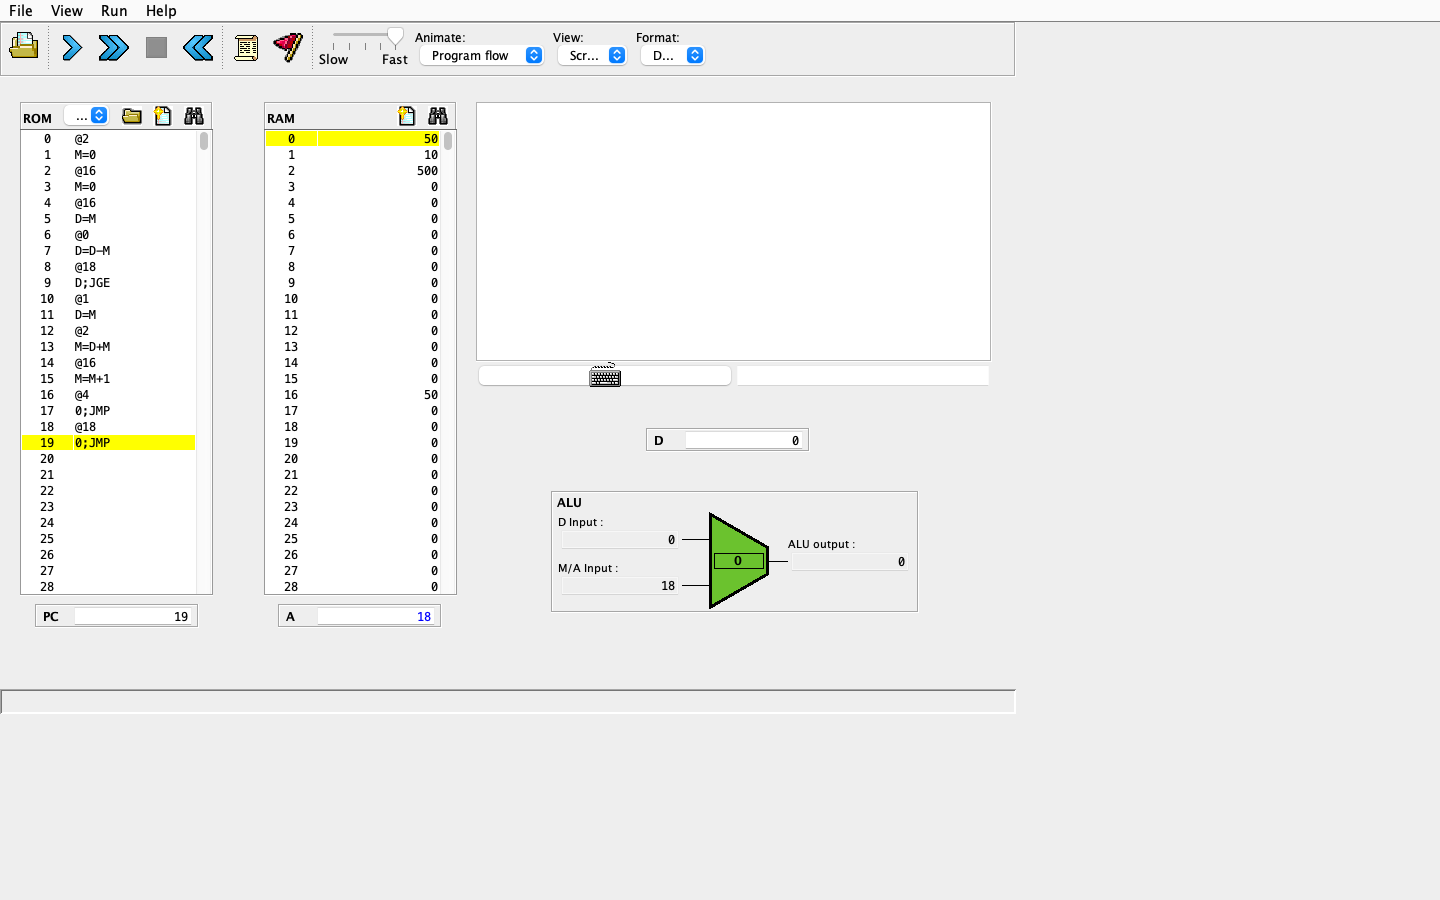 File View Run Help
Slow Fast
Animate:
Program flow
View:
Scr...
Format:
D...
ROM ...
0 @2
1 M=0
2 @16
3 M=0
4 @16
5 D=M
6 @0
7 D=D-M
8 @18
9 D;JGE
10 @1
11 D=M
12 @2
13 M=D+M
14 @16
15 M=M+1
16 @4
17 0;JMP
18 @18
19 0;JMP
20
21
22
23
24
25
26
27
28
PC 19
RAM
0 50
1 10
2 500
3 0
4 0
5 0
6 0
7 0
8 0
9 0
10 0
11 0
12 0
13 0
14 0
15 0
16 50
17 0
18 0
19 0
20 0
21 0
22 0
23 0
24 0
25 0
26 0
27 0
28 0
A 18
D 0
ALU
D Input :
0
M/A Input :
18
0
ALU output :
0